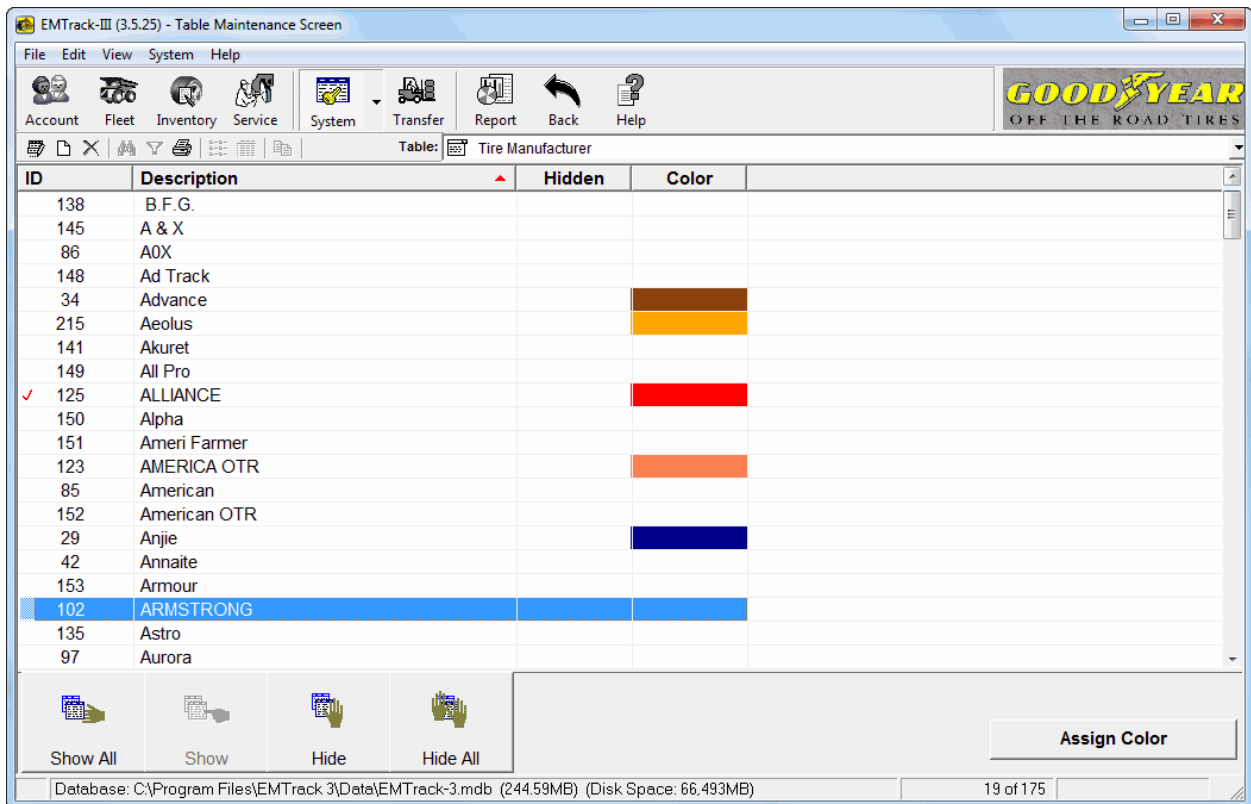 EMTrack-III (3.5.25) - Table Maintenance Screen
File Edit View System Help
Account Fleet Inventory Service System Transfer Report Back Help
GOODYEAR
OFF THE ROAD TIRES
Table: Tire Manufacturer
ID Description Hidden Color
138 B.F.G.
145 A & X
86 A0X
148 Ad Track
34 Advance
215 Aeolus
141 Akuret
149 All Pro
125 ALLIANCE
150 Alpha
151 Ameri Farmer
123 AMERICA OTR
85 American
152 American OTR
29 Anjie
42 Annaite
153 Armour
102 ARMSTRONG
135 Astro
97 Aurora
Show All Show Hide Hide All
Assign Color
Database: C:\Program Files\EMTrack 3\Data\EMTrack-3.mdb (244.59MB) (Disk Space: 66,493MB) 19 of 175